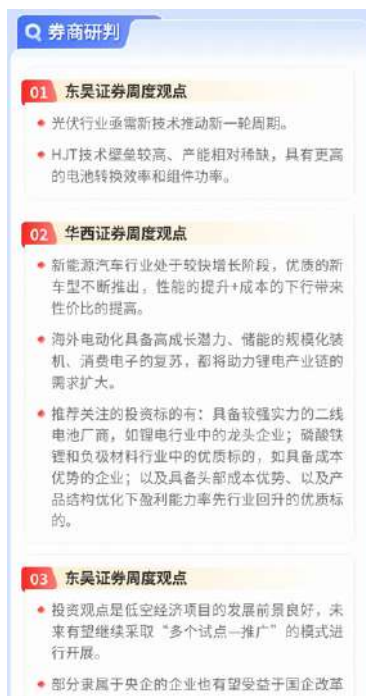 券商研判
01 东吴证券周度观点
光伏行业亟需新技术推动新一轮周期。
HJT技术壁垒较高、产能相对稀缺，具有更高
的电池转换效率和组件功率。
02 华西证券周度观点
新能源汽车行业处于较快增长阶段，优质的新
车型不断推出，性能的提升+成本的下行带来
性价比的提高。
海外电动化具备高成长潜力、储能的规模化装
机、消费电子的复苏，都将助力锂电产业链的
需求扩大。
推荐关注的投资标的有：具备较强实力的二线
电池厂商，如锂电行业中的龙头企业；磷酸铁
锂和负极材料行业中的优质标的，如具备成本
优势的企业；以及具备头部成本优势、以及产
品结构优化下盈利能力率先行业回升的优质标
的。
03 东吴证券周度观点
投资观点是低空经济项目的发展前景良好，未
来有望继续采取“多个试点—推广”的模式进
行开展。
部分隶属于央企的企业也有望受益于国企改革